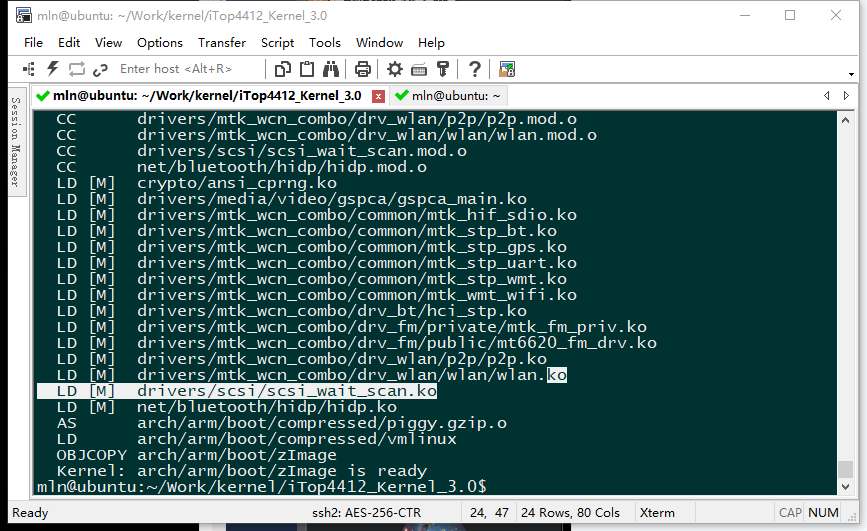 mln@ubuntu: ~/Work/kernel/iTop4412_Kernel_3.0
File Edit View Options Transfer Script Tools Window Help
Enter host <Alt+R>
Session Manager
mln@ubuntu: ~/Work/kernel/iTop4412_Kernel_3.0 mln@ubuntu: ~
CC drivers/mtk_wcn_combo/drv_wlan/p2p/p2p.mod.o
CC drivers/mtk_wcn_combo/drv_wlan/wlan/wlan.mod.o
CC drivers/scsi/scsi_wait_scan.mod.o
CC net/bluetooth/hidp/hidp.mod.o
LD [M] crypto/ansi_cprng.ko
LD [M] drivers/media/video/gspca/gspca_main.ko
LD [M] drivers/mtk_wcn_combo/common/mtk_hif_sdio.ko
LD [M] drivers/mtk_wcn_combo/common/mtk_stp_bt.ko
LD [M] drivers/mtk_wcn_combo/common/mtk_stp_gps.ko
LD [M] drivers/mtk_wcn_combo/common/mtk_stp_uart.ko
LD [M] drivers/mtk_wcn_combo/common/mtk_stp_wmt.ko
LD [M] drivers/mtk_wcn_combo/common/mtk_wmt_wifi.ko
LD [M] drivers/mtk_wcn_combo/drv_bt/hci_stp.ko
LD [M] drivers/mtk_wcn_combo/drv_fm/private/mtk_fm_priv.ko
LD [M] drivers/mtk_wcn_combo/drv_fm/public/mt6620_fm_drv.ko
LD [M] drivers/mtk_wcn_combo/drv_wlan/p2p/p2p.ko
LD [M] drivers/mtk_wcn_combo/drv_wlan/wlan/wlan.ko
LD [M] drivers/scsi/scsi_wait_scan.ko
LD [M] net/bluetooth/hidp/hidp.ko
AS arch/arm/boot/compressed/piggy.gzip.o
LD arch/arm/boot/compressed/vmlinux
OBJCOPY arch/arm/boot/zImage
Kernel: arch/arm/boot/zImage is ready
mln@ubuntu:~/Work/kernel/iTop4412_Kernel_3.0$
Ready ssh2: AES-256-CTR 24, 47 24 Rows, 80 Cols Xterm CAP NUM